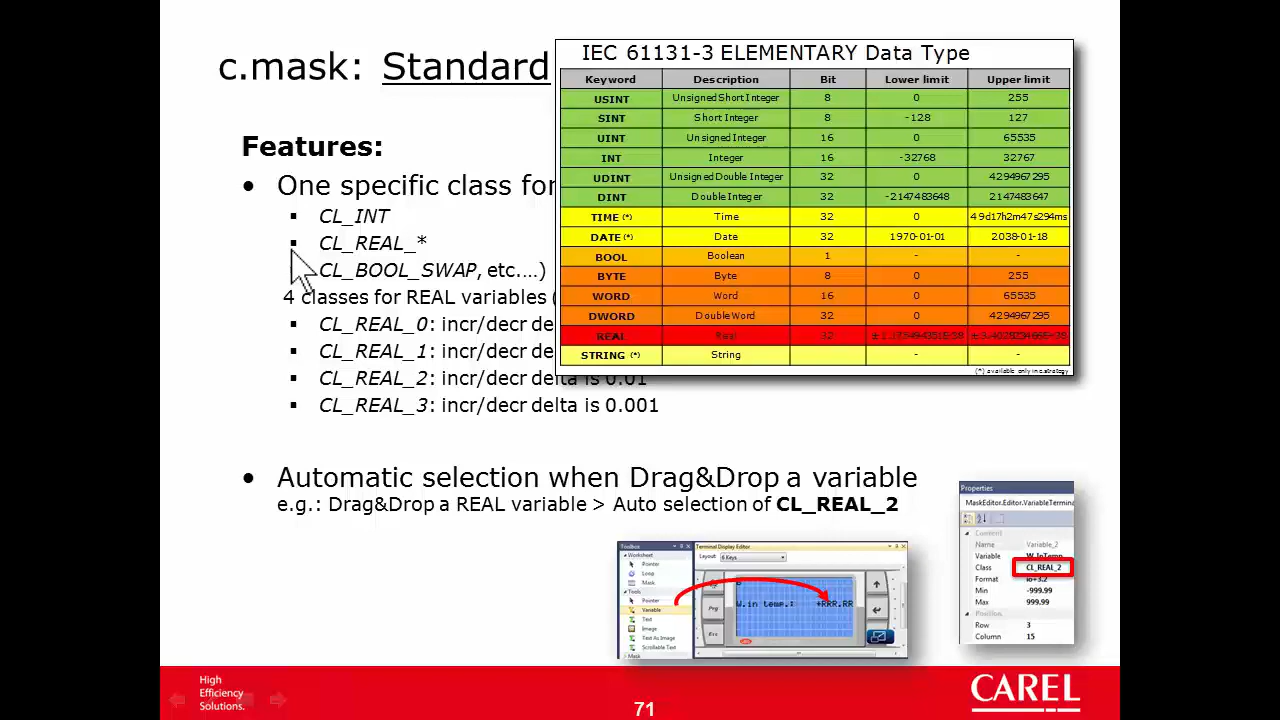 c.mask: Standard
Features:
• One specific class for
▪ CL_INT
▪ CL_REAL_*
CL_BOOL_SWAP, etc.…)
4 classes for REAL variables (
▪ CL_REAL_0: incr/decr de
▪ CL_REAL_1: incr/decr de
▪ CL_REAL_2: incr/decr delta is 0.01
▪ CL_REAL_3: incr/decr delta is 0.001
IEC 61131-3 ELEMENTARY Data Type
Keyword Description Bit Lower limit Upper limit
USINT Unsigned Short Integer 8 0 255
SINT Short Integer 8 -128 127
UINT Unsigned Integer 16 0 65535
INT Integer 16 -32768 32767
UDINT Unsigned Double Integer 32 0 4294967295
DINT Double Integer 32 -2147483648 2147483647
TIME (*) Time 32 0 49d17h2m47s294ms
DATE (*) Date 32 1970-01-01 2038-01-18
BOOL Boolean 1 - -
BYTE Byte 8 0 255
WORD Word 16 0 65535
DWORD Double Word 32 0 4294967295
REAL Real 32
STRING (*) String - -
(*) available only in c.strategy
• Automatic selection when Drag&Drop a variable
e.g.: Drag&Drop a REAL variable > Auto selection of CL_REAL_2
Toolbox
Worksheet
Pointer
Loop
Mask
Tools
Pointer
Variable
Text
Image
Text As Image
Scrollable Text
Mask
Terminal Display Editor
Layout 6 Keys
Prg
Esc
W.in temp.: +RRR.RR
Properties
MaskEditor.Editor.VariableTermina
Content
Name Variable_2
Variable W_InTemp
Class CL_REAL_2
Format
Min -999.99
Max 999.99
Position
Row 3
Column 15
High
Efficiency
Solutions.
71
CAREL